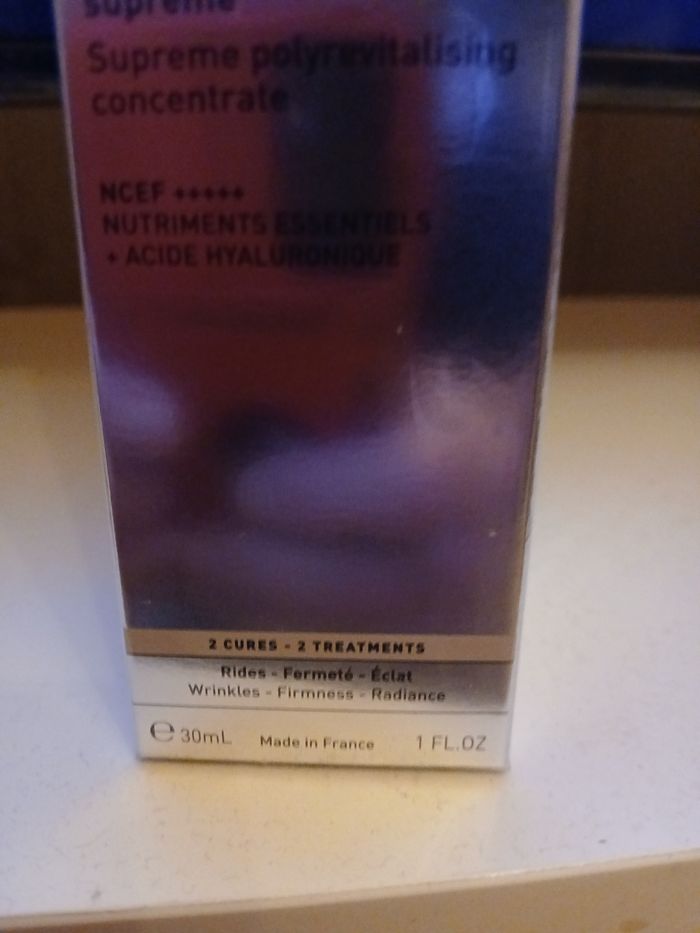 supreme
Supreme polyrevitalising
concentrate
NCEF +++++
NUTRIMENTS ESSENTIELS
+ ACIDE HYALURONIQUE
2 CURES - 2 TREATMENTS
Rides - Fermeté - Éclat
Wrinkles - Firmness - Radiance
℮ 30mL Made in France 1 FL.OZ